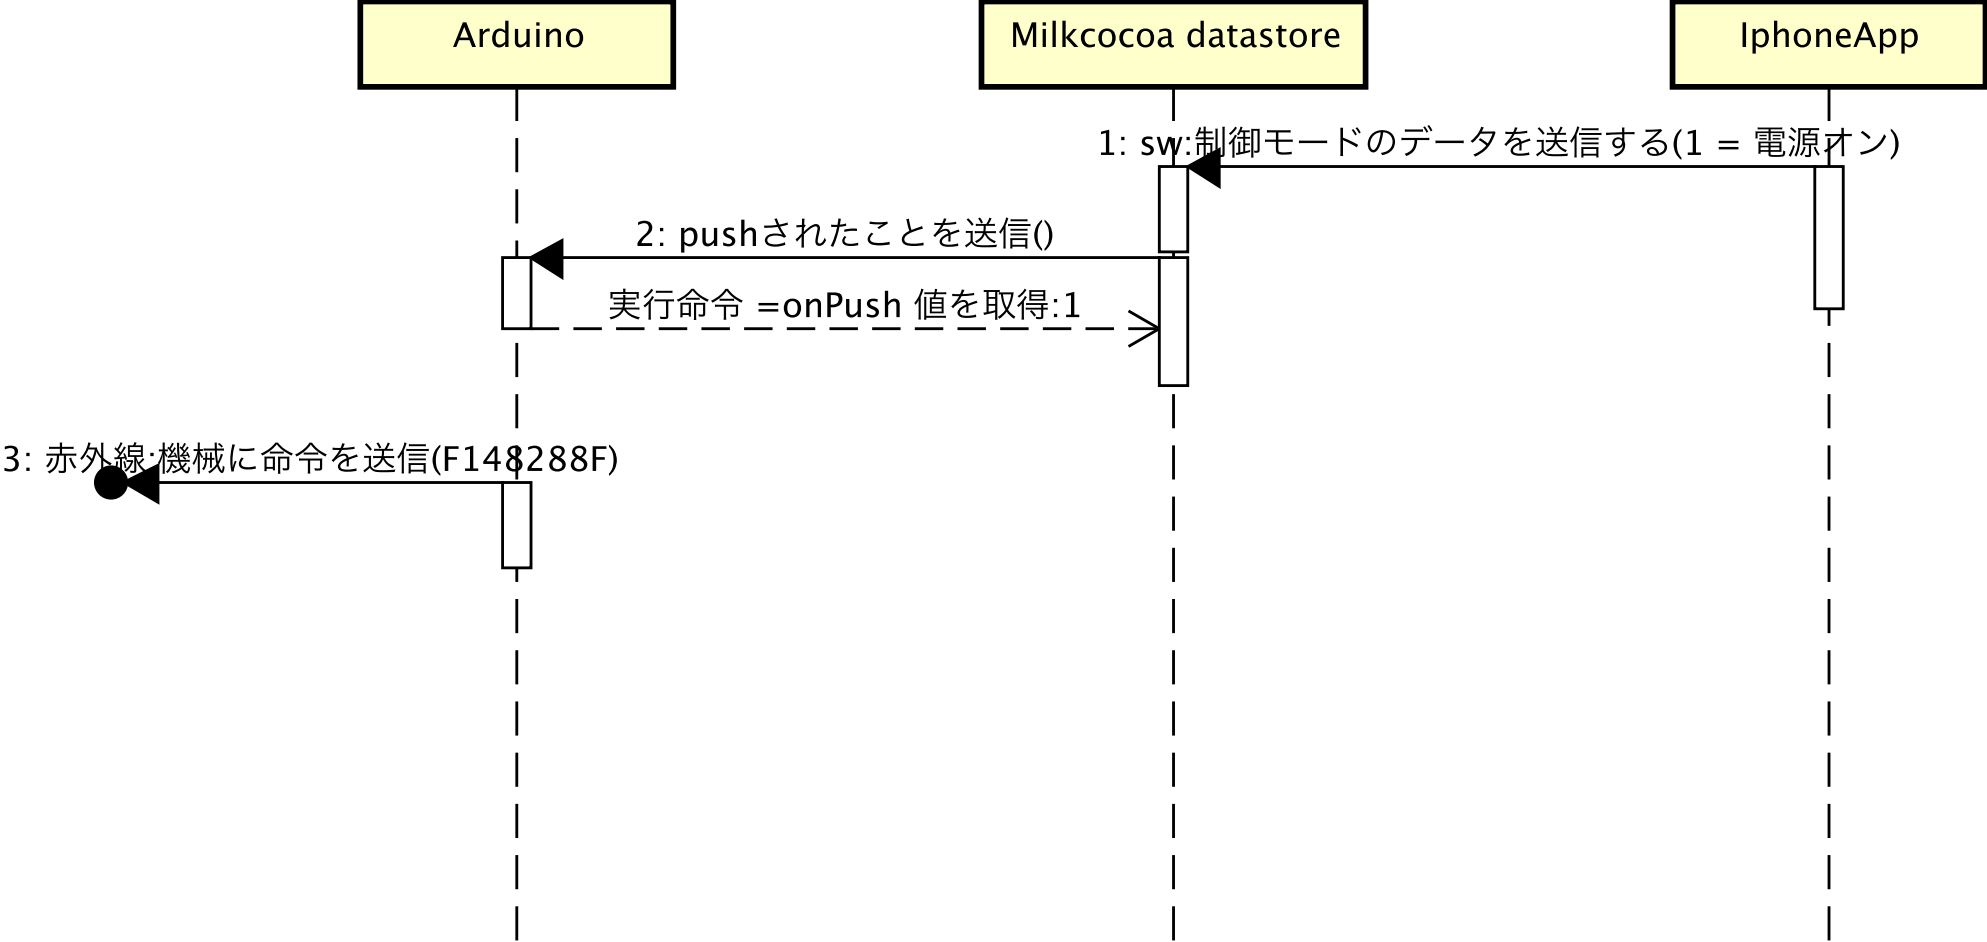 Arduino
Milkcocoa datastore
IphoneApp
1: sw:制御モードのデータを送信する(1 = 電源オン)
2: pushされたことを送信()
実行命令 =onPush 値を取得:1
3: 赤外線:機械に命令を送信(F148288F)